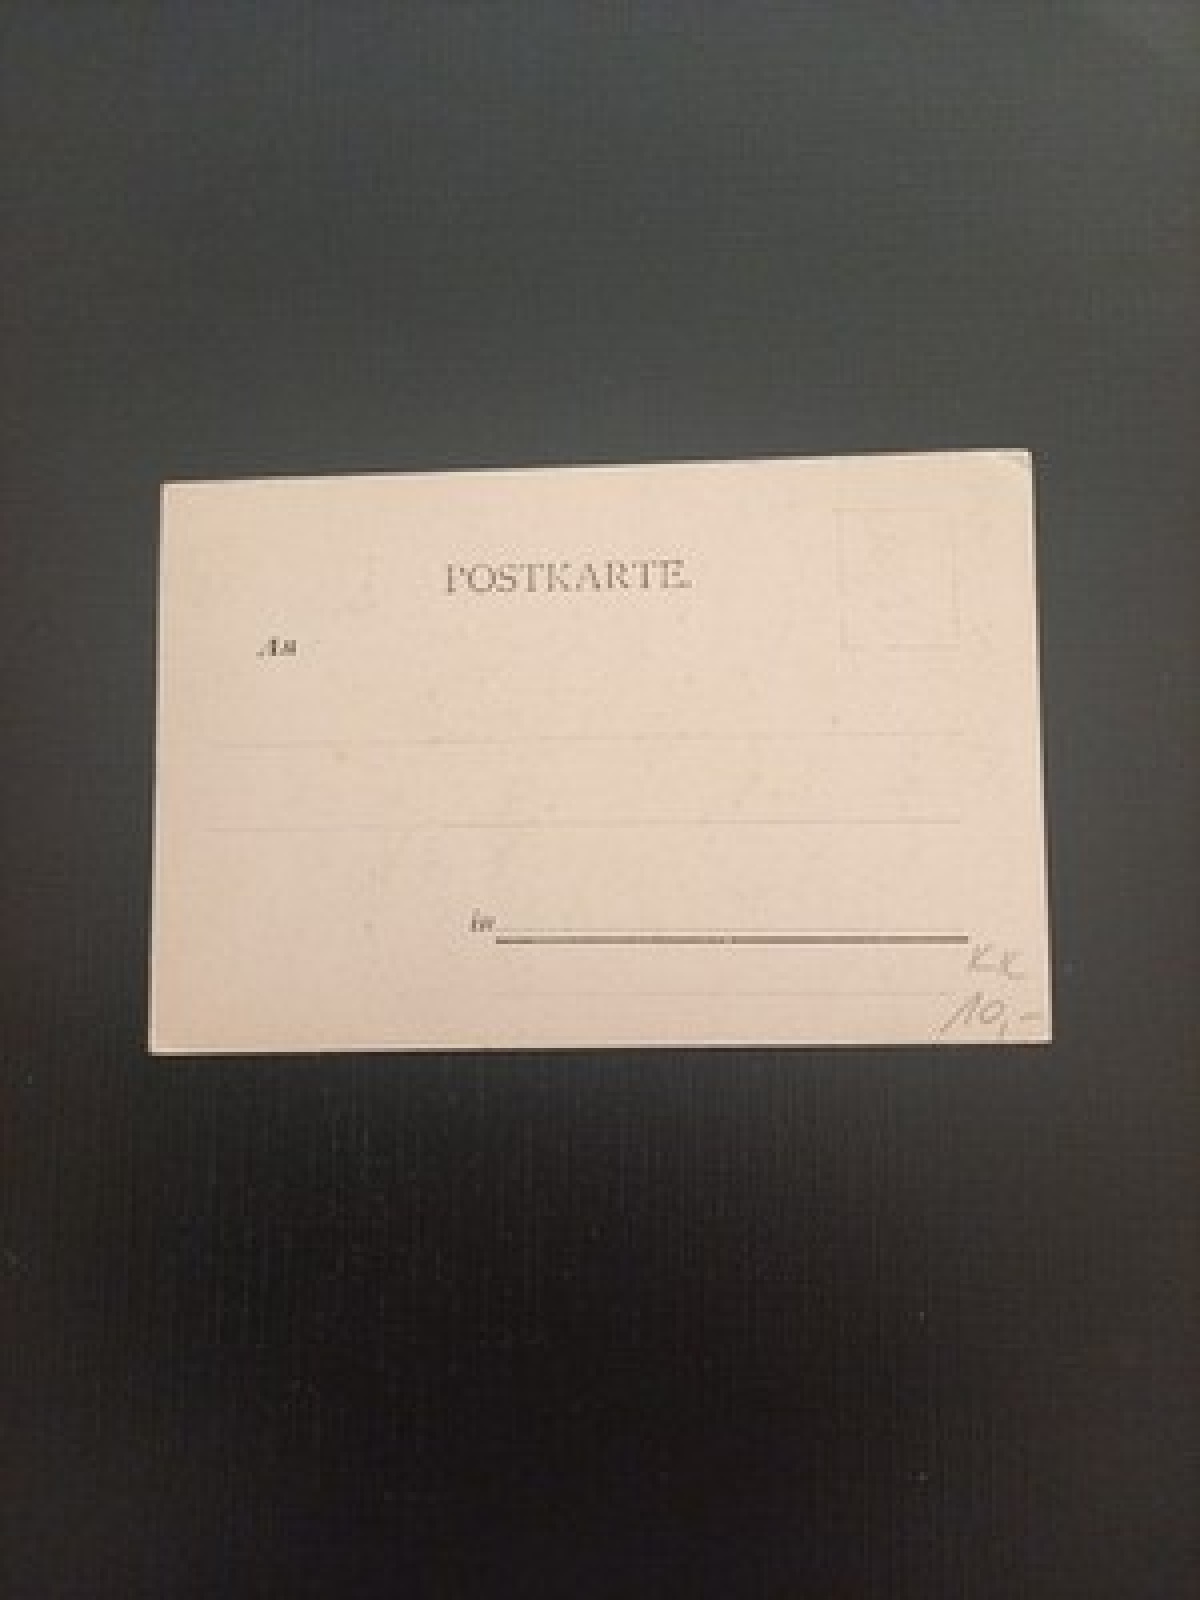 POSTKARTE
An
in
KK
10,-